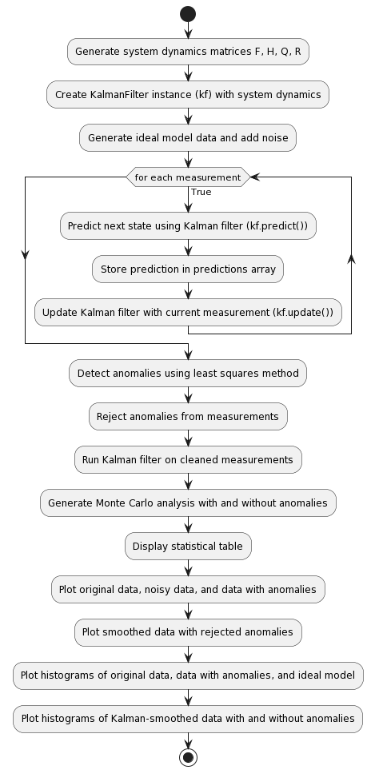 Generate system dynamics matrices F, H, Q, R
Create KalmanFilter instance (kf) with system dynamics
Generate ideal model data and add noise
for each measurement
True
Predict next state using Kalman filter (kf.predict())
Store prediction in predictions array
Update Kalman filter with current measurement (kf.update())
Detect anomalies using least squares method
Reject anomalies from measurements
Run Kalman filter on cleaned measurements
Generate Monte Carlo analysis with and without anomalies
Display statistical table
Plot original data, noisy data, and data with anomalies
Plot smoothed data with rejected anomalies
Plot histograms of original data, data with anomalies, and ideal model
Plot histograms of Kalman-smoothed data with and without anomalies